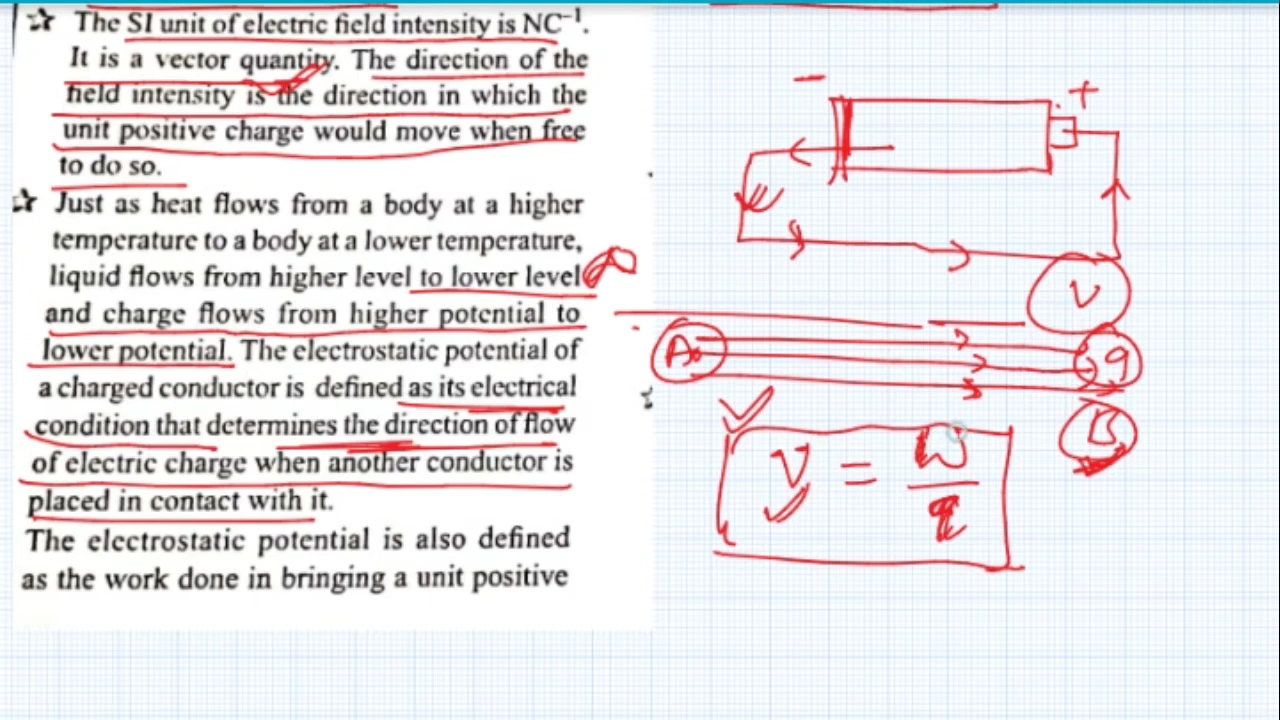 ☆ The SI unit of electric field intensity is NC⁻¹.
It is a vector quantity. The direction of the
field intensity is the direction in which the
unit positive charge would move when free
to do so.
☆ Just as heat flows from a body at a higher
temperature to a body at a lower temperature,
liquid flows from higher level to lower level
and charge flows from higher potential to
lower potential. The electrostatic potential of
a charged conductor is defined as its electrical
condition that determines the direction of flow
of electric charge when another conductor is
placed in contact with it.
The electrostatic potential is also defined
as the work done in bringing a unit positive
− +
V
A
B
V = W/q